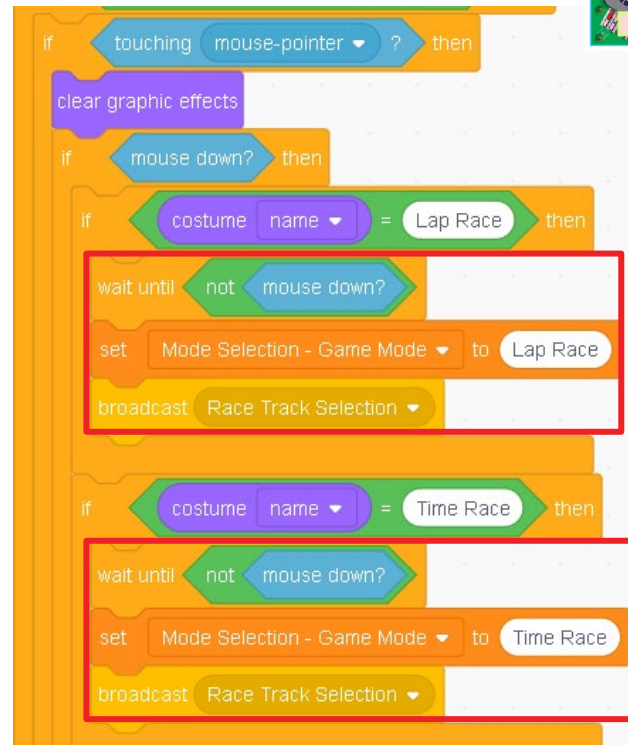 if touching mouse-pointer ? then
clear graphic effects
if mouse down? then
if costume name = Lap Race then
wait until not mouse down?
set Mode Selection - Game Mode to Lap Race
broadcast Race Track Selection
if costume name = Time Race then
wait until not mouse down?
set Mode Selection - Game Mode to Time Race
broadcast Race Track Selection